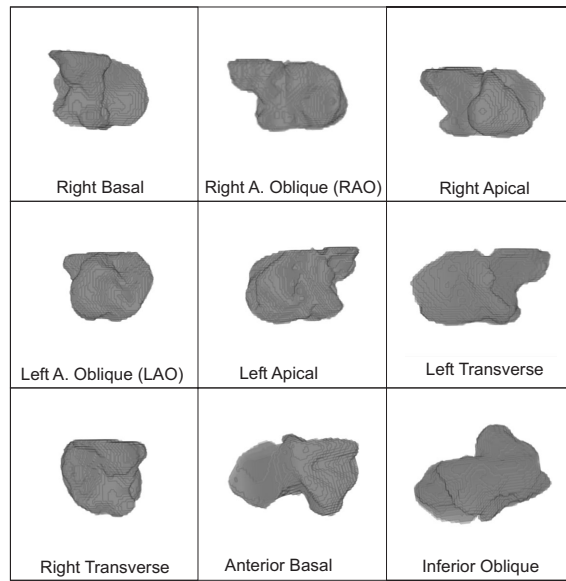 Right Basal
Right A. Oblique (RAO)
Right Apical
Left A. Oblique (LAO)
Left Apical
Left Transverse
Right Transverse
Anterior Basal
Inferior Oblique